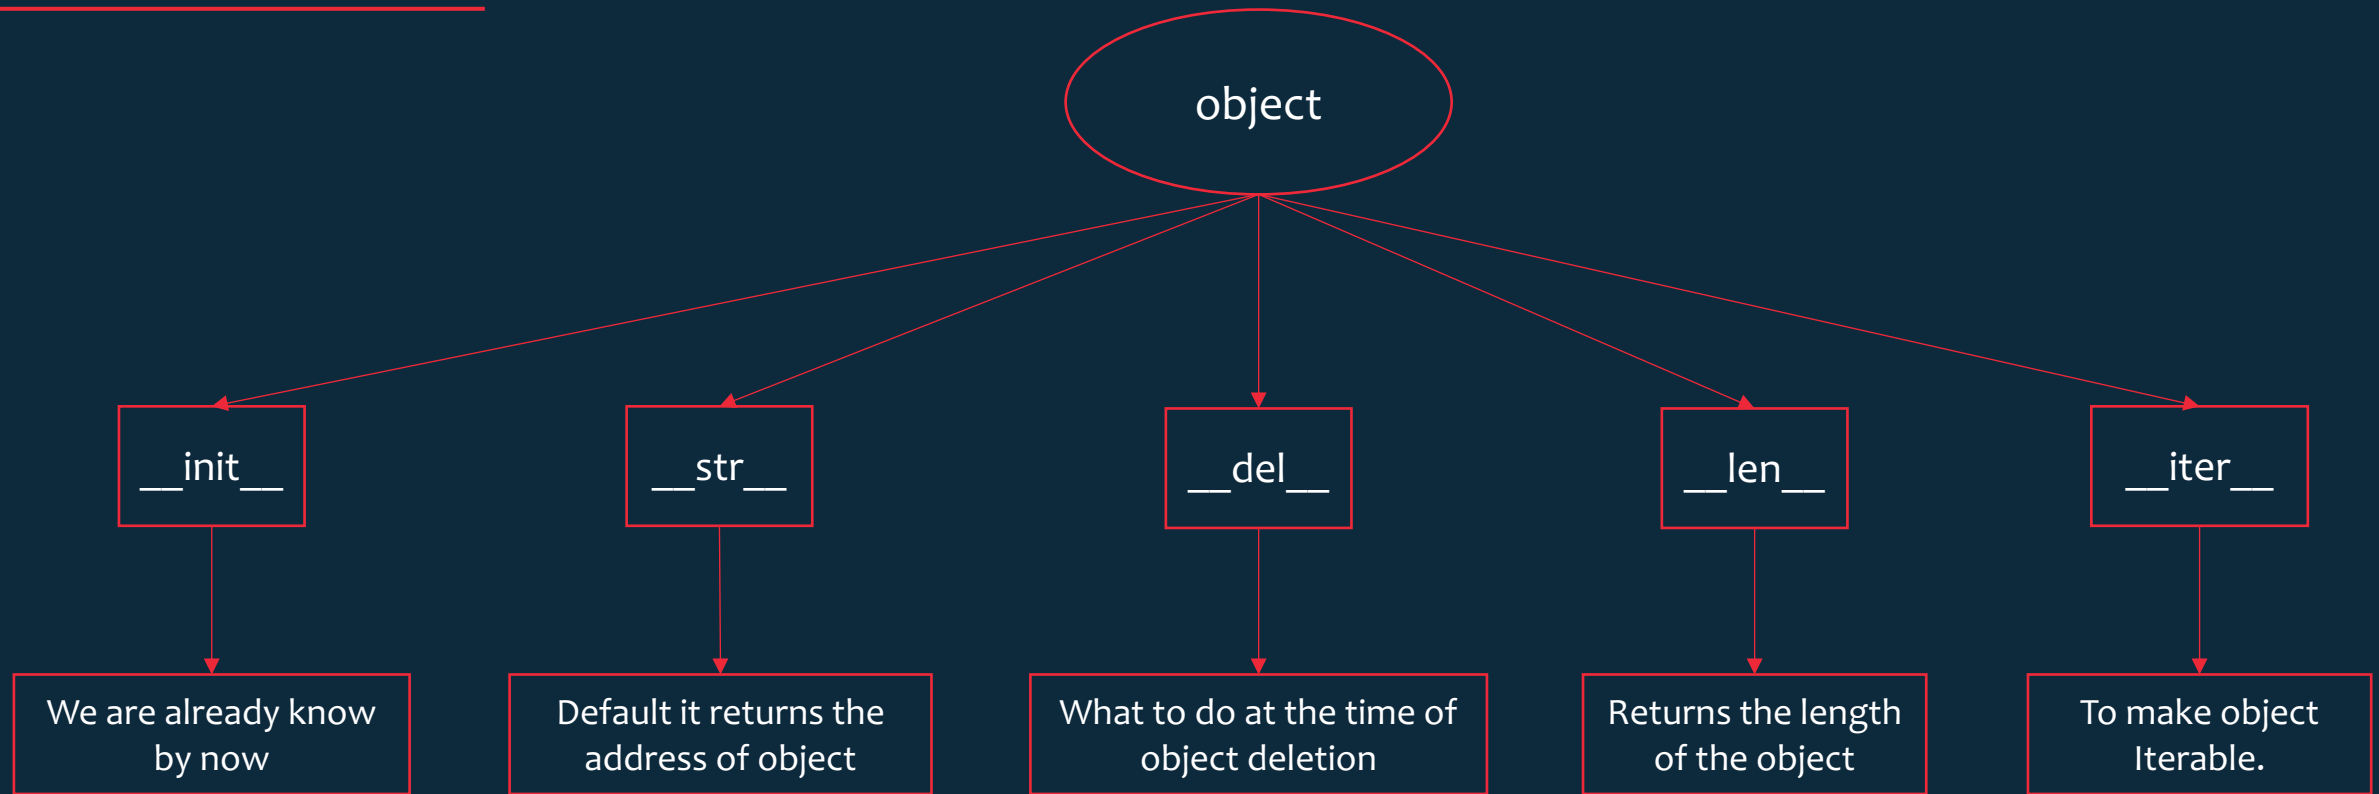 object
__init__
__str__
__del__
__len__
__iter__
We are already know
by now
Default it returns the
address of object
What to do at the time of
object deletion
Returns the length
of the object
To make object
Iterable.